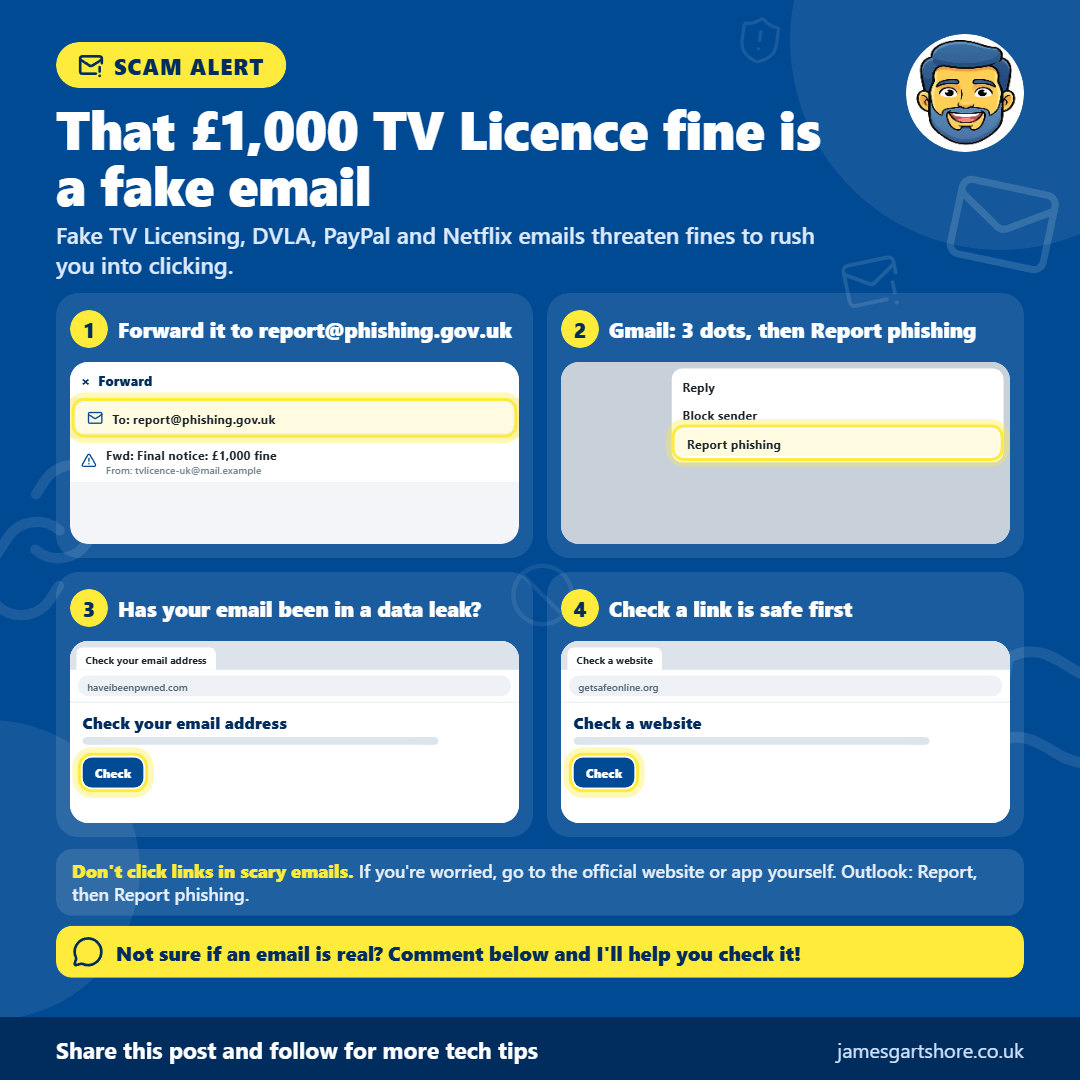 SCAM ALERT
That £1,000 TV Licence fine is
a fake email
Fake TV Licensing, DVLA, PayPal and Netflix emails threaten fines to rush
you into clicking.
1 Forward it to report@phishing.gov.uk
× Forward
To: report@phishing.gov.uk
Fwd: Final notice: £1,000 fine
From: tvlicence-uk@mail.example
2 Gmail: 3 dots, then Report phishing
Reply
Block sender
Report phishing
3 Has your email been in a data leak?
Check your email address
haveibeenpwned.com
Check your email address
Check
4 Check a link is safe first
Check a website
getsafeonline.org
Check a website
Check
Don't click links in scary emails. If you're worried, go to the official website or app yourself. Outlook: Report,
then Report phishing.
Not sure if an email is real? Comment below and I'll help you check it!
Share this post and follow for more tech tips
jamesgartshore.co.uk